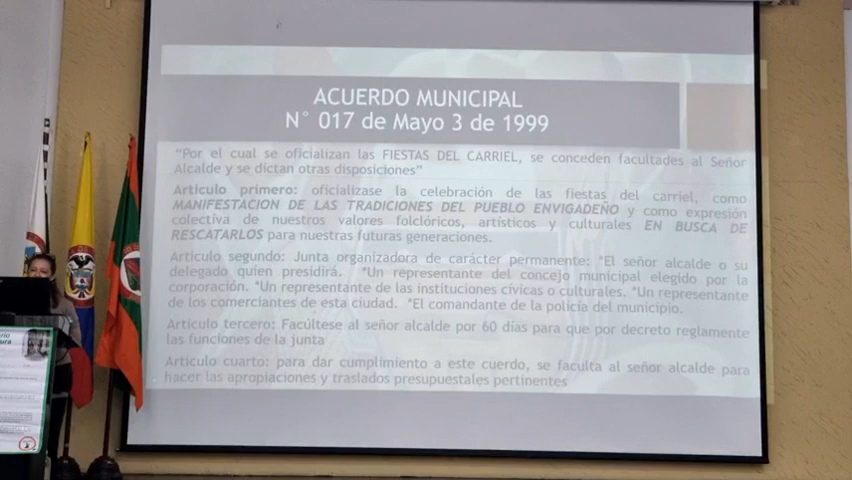 ACUERDO MUNICIPAL
N° 017 de Mayo 3 de 1999
“Por el cual se oficializan las FIESTAS DEL CARRIEL, se conceden facultades al Señor
Alcalde y se dictan otras disposiciones”
Articulo primero: oficializase la celebración de las fiestas del carriel, como
MANIFESTACION DE LAS TRADICIONES DEL PUEBLO ENVIGADEÑO y como expresión
colectiva de nuestros valores folclóricos, artísticos y culturales EN BUSCA DE
RESCATARLOS para nuestras futuras generaciones.
Articulo segundo: Junta organizadora de carácter permanente: *El señor alcalde o su
delegado quien presidirá. *Un representante del concejo municipal elegido por la
corporación. *Un representante de las instituciones cívicas o culturales. *Un representante
de los comerciantes de esta ciudad. *El comandante de la policía del municipio.
Articulo tercero: Facúltese al señor alcalde por 60 días para que por decreto reglamente
las funciones de la junta
Articulo cuarto: para dar cumplimiento a este cuerdo, se faculta al señor alcalde para
hacer las apropiaciones y traslados presupuestales pertinentes